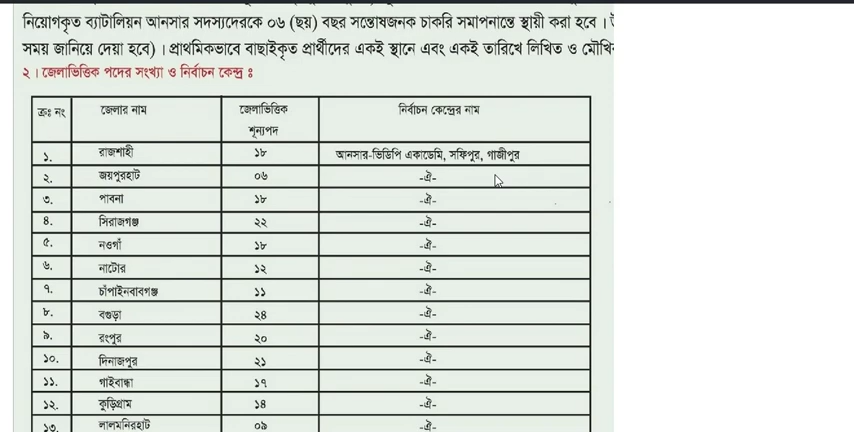 নিয়োগকৃত ব্যাটালিয়ন আনসার সদস্যদেরকে ০৬ (ছয়) বছর সন্তোষজনক চাকরি সমাপনান্তে স্থায়ী করা হবে ।
সময় জানিয়ে দেয়া হবে) । প্রাথমিকভাবে বাছাইকৃত প্রার্থীদের একই স্থানে এবং একই তারিখে লিখিত ও
২ । জেলাভিত্তিক পদের সংখ্যা ও নির্বাচন কেন্দ্র ঃ
ক্রঃ নং জেলার নাম জেলাভিত্তিক শূন্যপদ নির্বাচন কেন্দ্রের নাম
১. রাজশাহী ১৮ আনসার-ভিডিপি একাডেমি, সফিপুর, গাজীপুর
২. জয়পুরহাট ০৬ -ঐ-
৩. পাবনা ১৮ -ঐ-
৪. সিরাজগঞ্জ ২২ -ঐ-
৫. নওগাঁ ১৮ -ঐ-
৬. নাটোর ১২ -ঐ-
৭. চাঁপাইনবাবগঞ্জ ১১ -ঐ-
৮. বগুড়া ২৪ -ঐ-
৯. রংপুর ২০ -ঐ-
১০. দিনাজপুর ২১ -ঐ-
১১. গাইবান্ধা ১৭ -ঐ-
১২. কুড়িগ্রাম ১৪ -ঐ-
১৩. লালমনিরহাট ০৯ -ঐ-